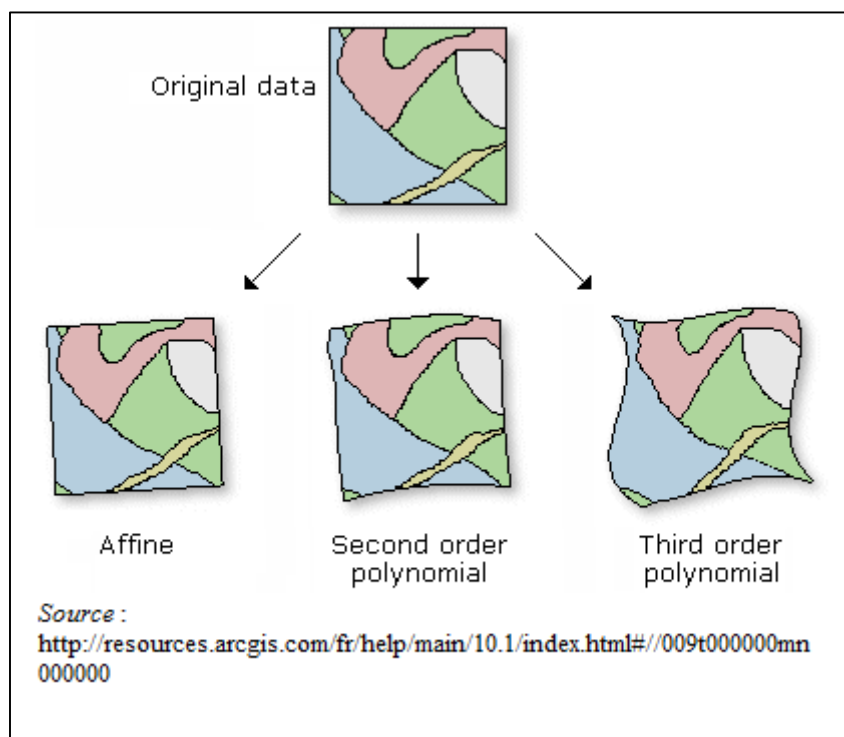 Original data
Affine
Second order
polynomial
Third order
polynomial
Source :
http://resources.arcgis.com/fr/help/main/10.1/index.html#//009t000000mn
000000